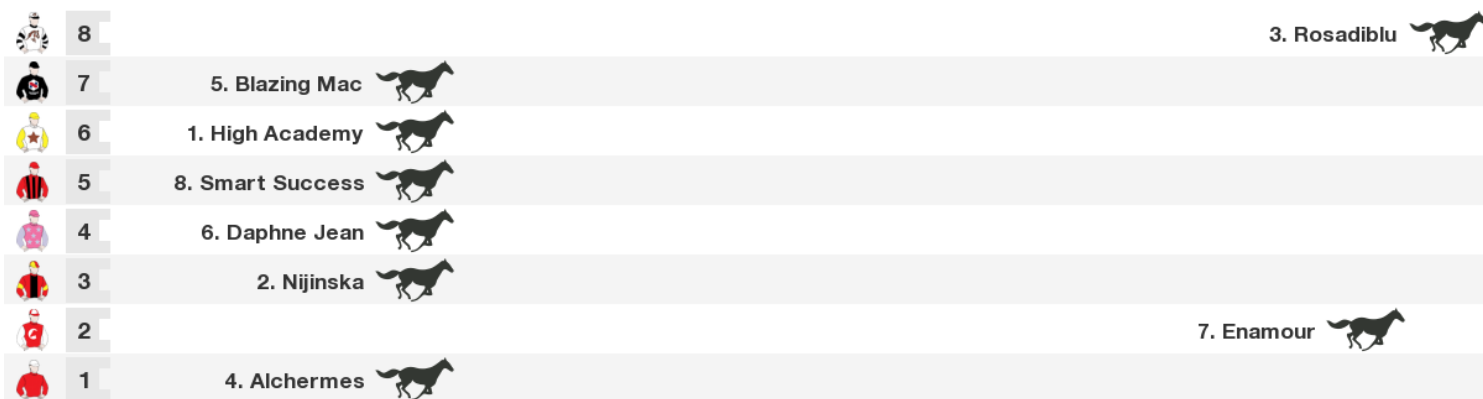 8 3. Rosadiblu
7 5. Blazing Mac
6 1. High Academy
5 8. Smart Success
4 6. Daphne Jean
3 2. Nijinska
2 7. Enamour
1 4. Alchermes